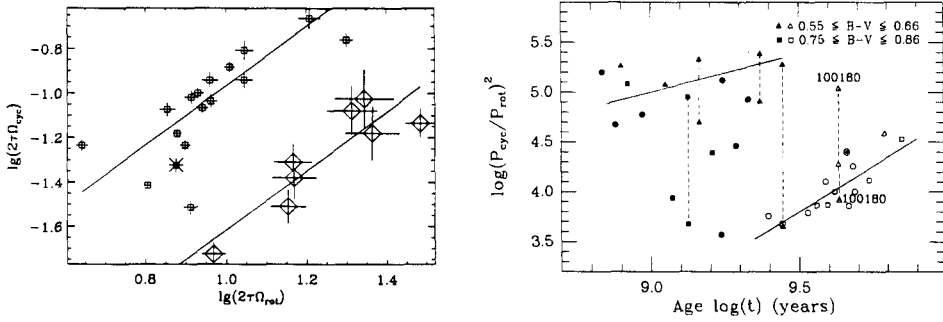 lg(2τΩcyc)
-0.8
-1.0
-1.2
-1.4
-1.6
0.8 1.0 1.2 1.4
lg(2τΩrot)
log(Pcyc/Prot)²
5.5
5.0
4.5
4.0
3.5
▲ △ 0.55 ≤ B-V ≤ 0.66
■ □ 0.75 ≤ B-V ≤ 0.86
100180
100180
9.0 9.5
Age log(t) (years)